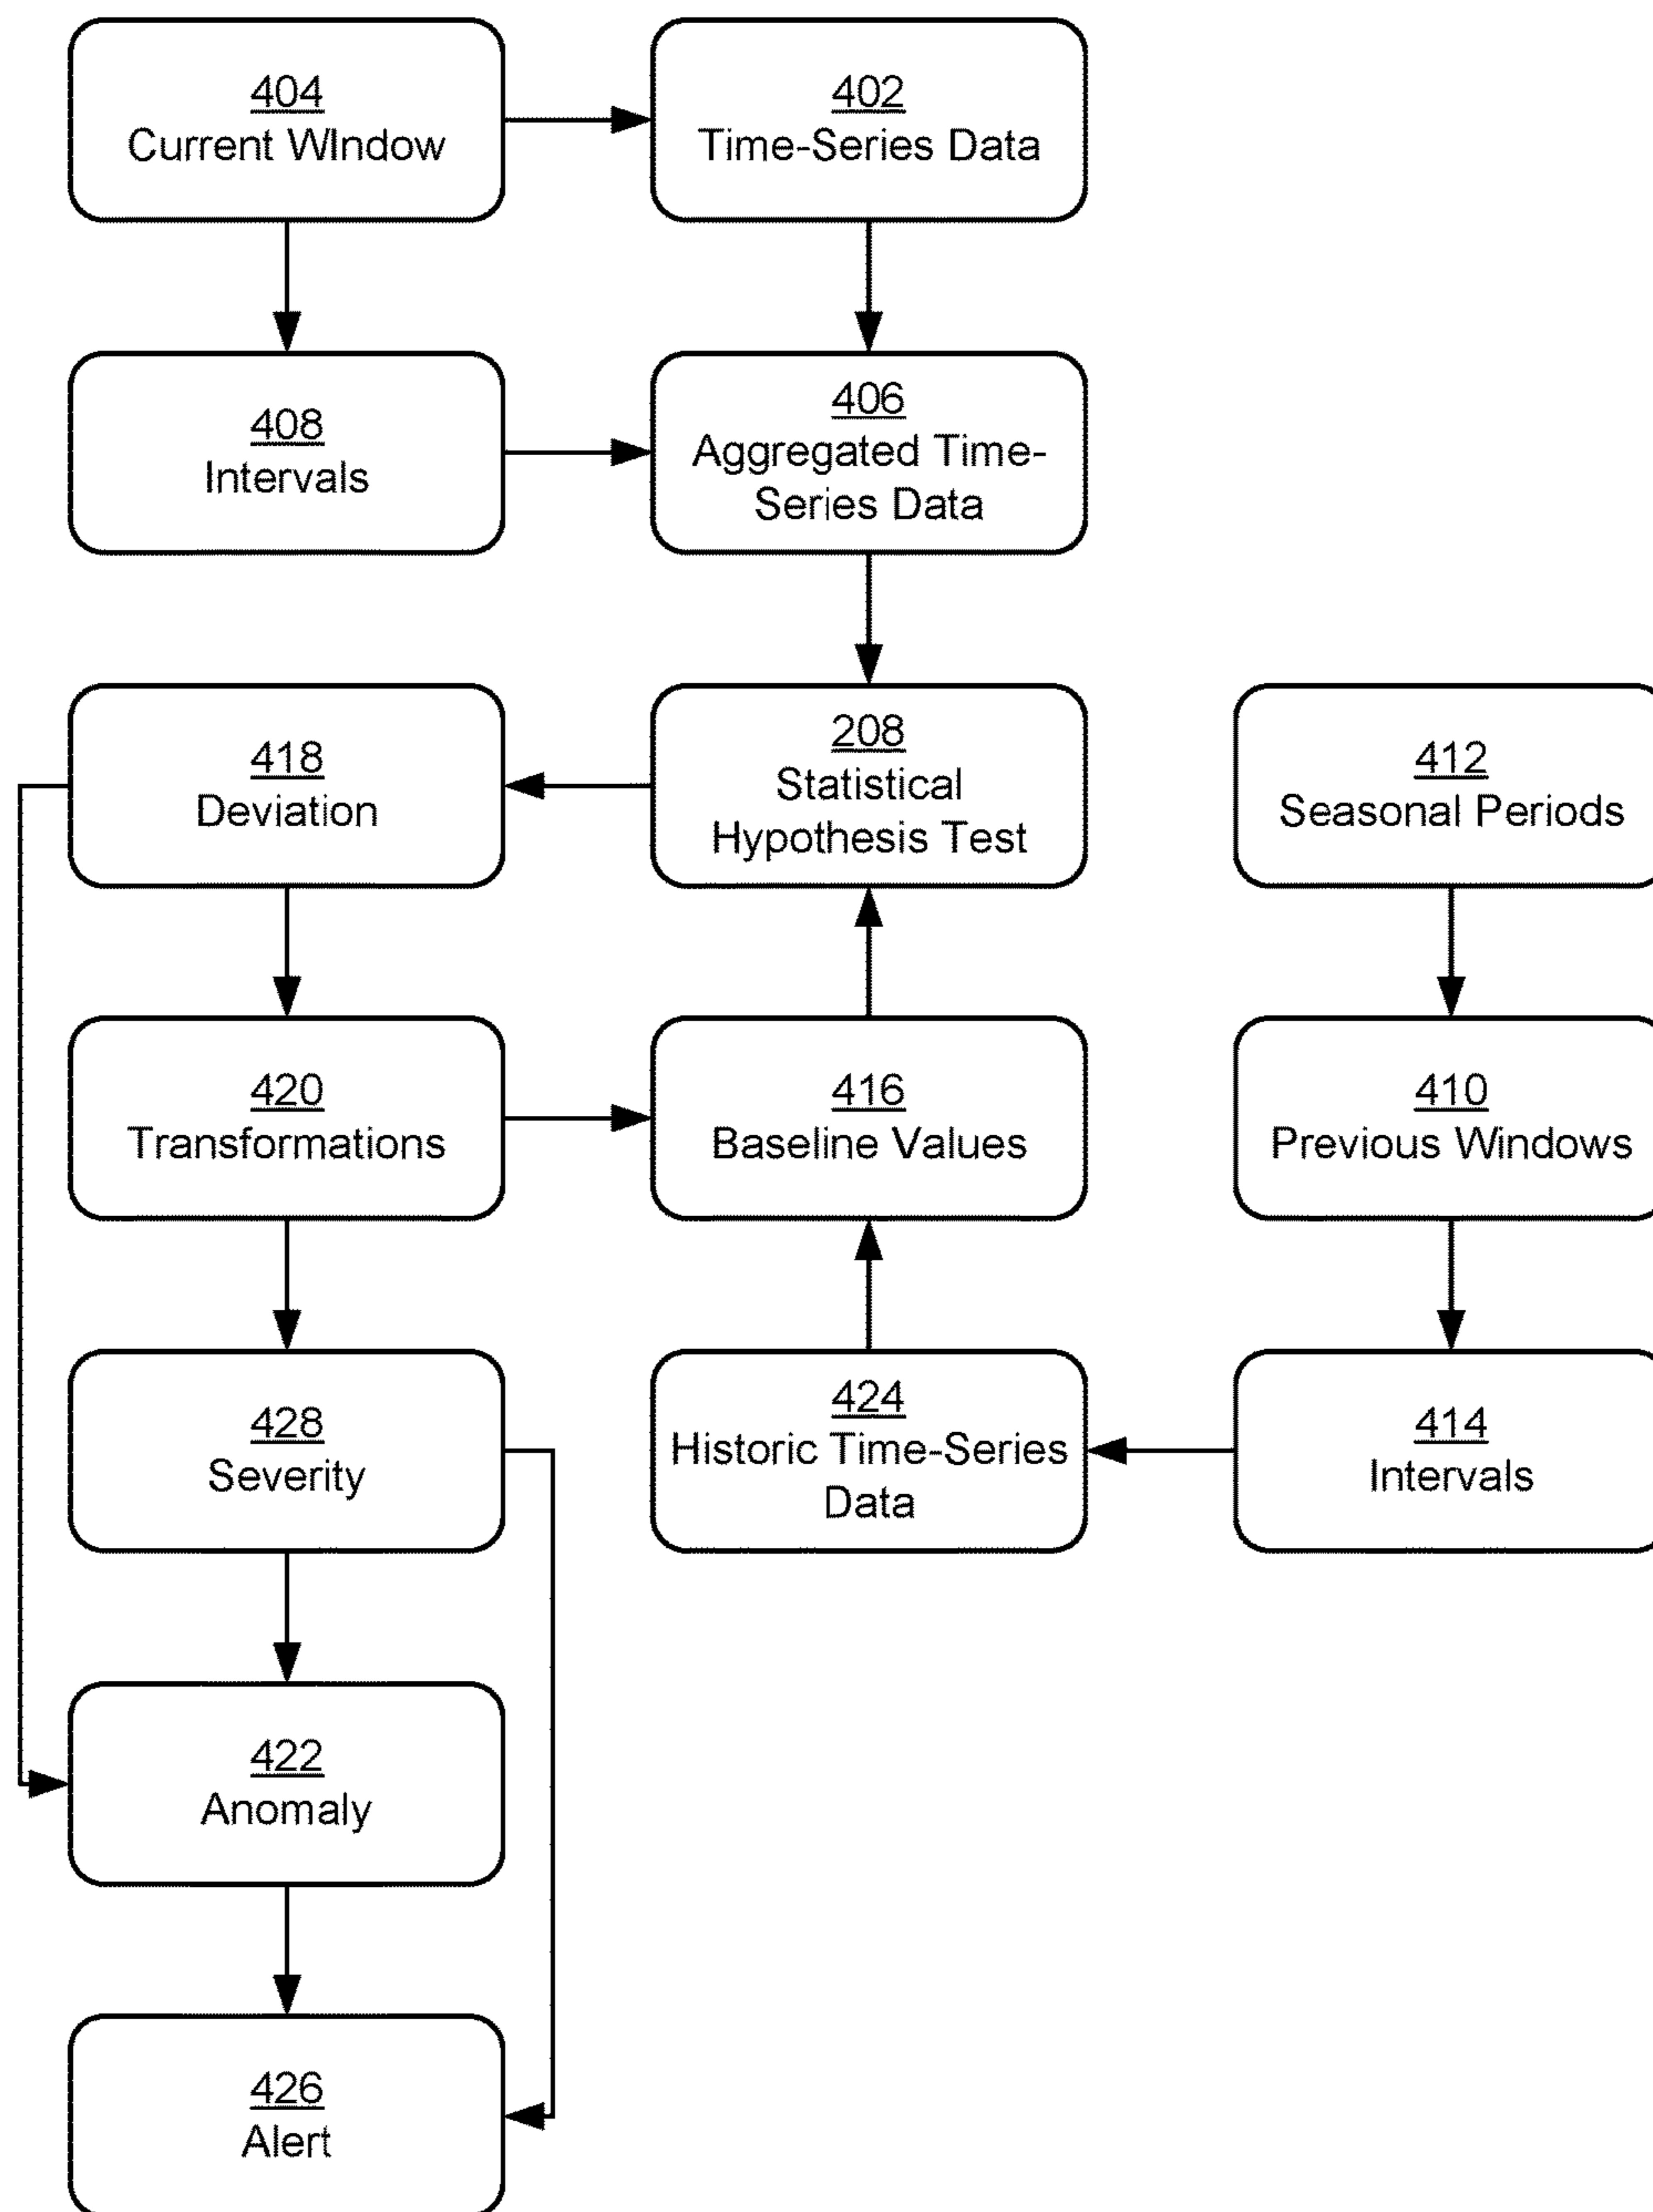 404
Current WIndow
402
Time-Series Data
408
Intervals
406
Aggregated Time-
Series Data
418
Deviation
208
Statistical
Hypothesis Test
412
Seasonal Periods
420
Transformations
416
Baseline Values
410
Previous Windows
428
Severity
424
Historic Time-Series
Data
414
Intervals
422
Anomaly
426
Alert